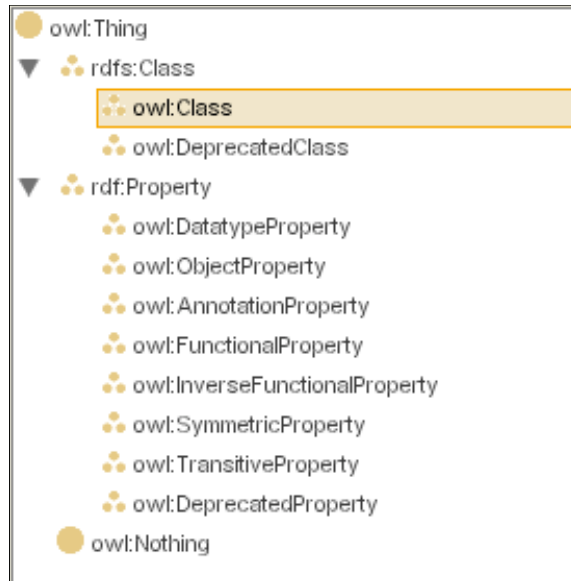 owl:Thing
rdfs:Class
owl:Class
owl:DeprecatedClass
rdf:Property
owl:DatatypeProperty
owl:ObjectProperty
owl:AnnotationProperty
owl:FunctionalProperty
owl:InverseFunctionalProperty
owl:SymmetricProperty
owl:TransitiveProperty
owl:DeprecatedProperty
owl:Nothing